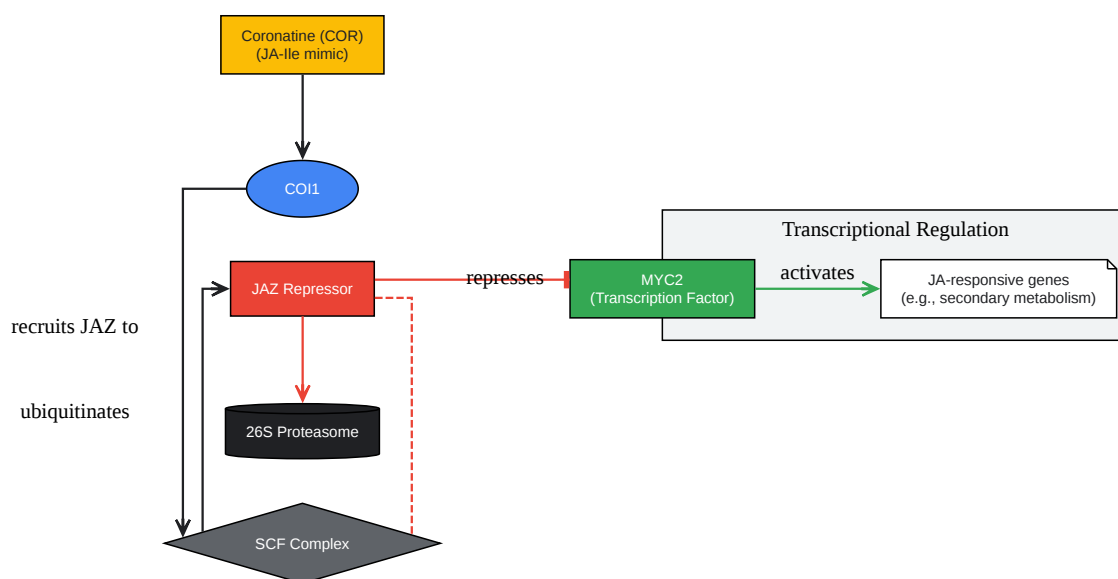 Coronatine (COR)
(JA-Ile mimic)
COI1
Transcriptional Regulation
JAZ Repressor
represses
MYC2
(Transcription Factor)
activates
JA-responsive genes
(e.g., secondary metabolism)
recruits JAZ to
ubiquitinates
26S Proteasome
SCF Complex